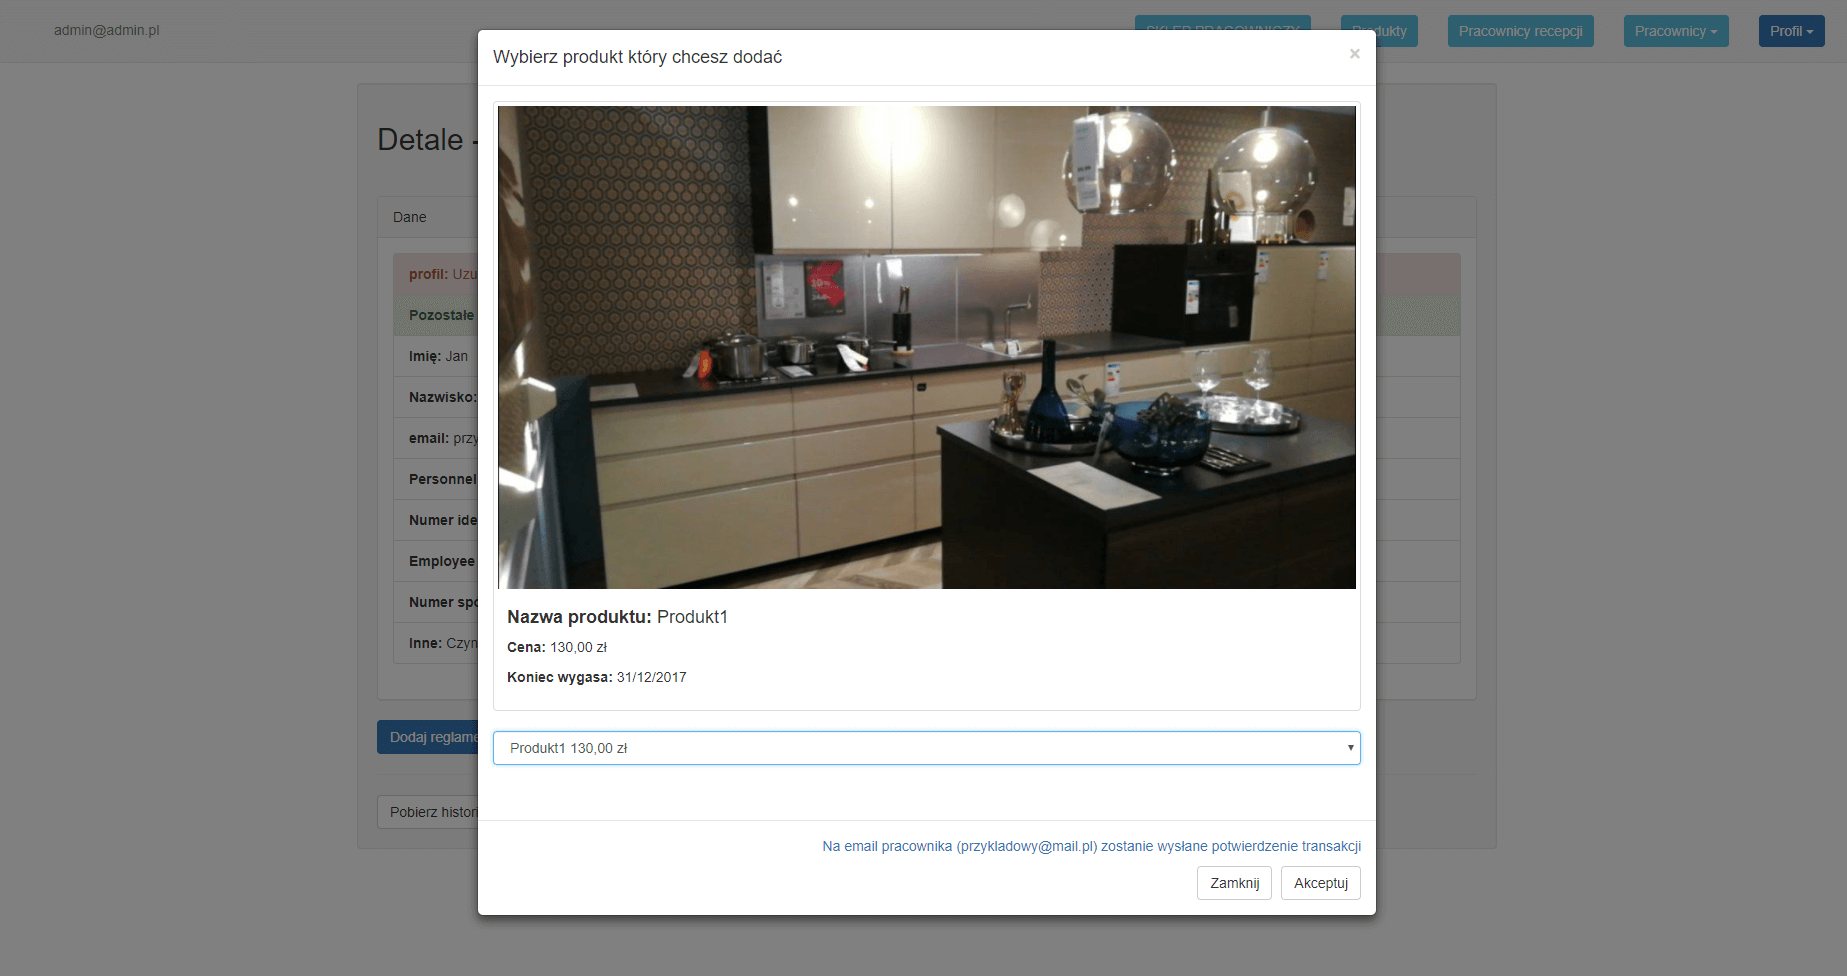 admin@admin.pl
SKLEP PRACOWNICZY
Produkty
Pracownicy recepcji
Pracownicy
Profil
Wybierz produkt który chcesz dodać
×
Detale -
Dane
profil: Uzu
Pozostałe
Imię: Jan
Nazwisko:
email: przy
Personnel
Numer ide
Employee
Numer spo
Inne: Czyn
Nazwa produktu: Produkt1
Cena: 130,00 zł
Koniec wygasa: 31/12/2017
Produkt1 130,00 zł
Dodaj reglame
Pobierz histori
Na email pracownika (przykladowy@mail.pl) zostanie wysłane potwierdzenie transakcji
Zamknij
Akceptuj